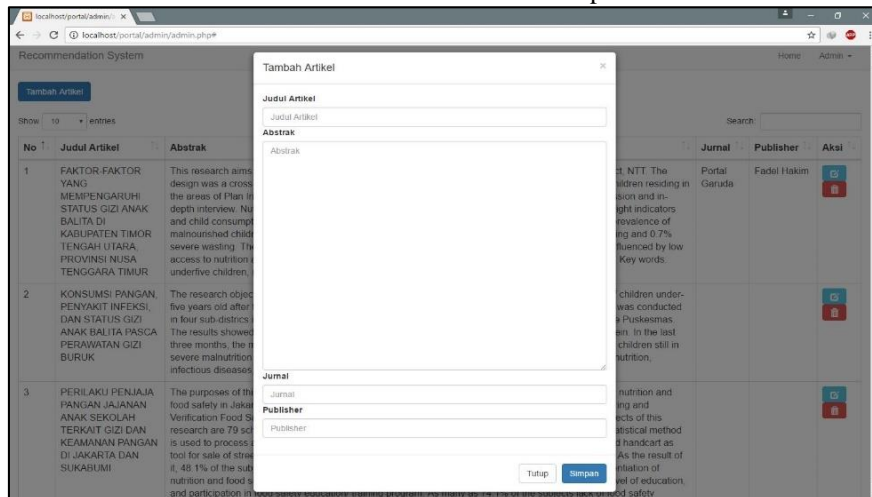 localhost/portal/admin/
localhost/portal/admin/admin.php#
Recommendation System
Home
Admin
Tambah Artikel
Show 10 entries
Search:
No
Judul Artikel
Abstrak
Jurnal
Publisher
Aksi
1
FAKTOR-FAKTOR
YANG
MEMPENGARUHI
STATUS GIZI ANAK
BALITA DI
KABUPATEN TIMOR
TENGAH UTARA,
PROVINSI NUSA
TENGGARA TIMUR
This research aims
design was a cross
the areas of Plan In
depth interview. Nu
and child consumpt
malnourished childr
severe wasting. The
access to nutrition
underfive children,
ct, NTT. The
hildren residing in
sion and in-
ight indicators
revalence of
ing and 0.7%
fluenced by low
Key words:
Portal
Garuda
Fadel Hakim
2
KONSUMSI PANGAN,
PENYAKIT INFEKSI,
DAN STATUS GIZI
ANAK BALITA PASCA
PERAWATAN GIZI
BURUK
The research objec
five years old after
in four sub-districs
The results showed
three months, the m
severe malnutrition
infectious diseases
children under-
was conducted
Puskesmas.
ein. In the last
children still in
nutrition,
3
PERILAKU PENJAJA
PANGAN JAJANAN
ANAK SEKOLAH
TERKAIT GIZI DAN
KEAMANAN PANGAN
DI JAKARTA DAN
SUKABUMI
The purposes of thi
food safety in Jakar
Verification Food S
research are 79 sch
is used to process
tool for sale of stree
it, 48.1% of the sub
nutrition and food s
and participation in food safety education/ training program. As many as 14.1% of the subjects lack of food safety
nutrition and
ing and
ects of this
atistical method
d handcart as
As the result of
ntation of
vel of education,
Tambah Artikel
×
Judul Artikel
Judul Artikel
Abstrak
Abstrak
Jurnal
Jurnal
Publisher
Publisher
Tutup
Simpan